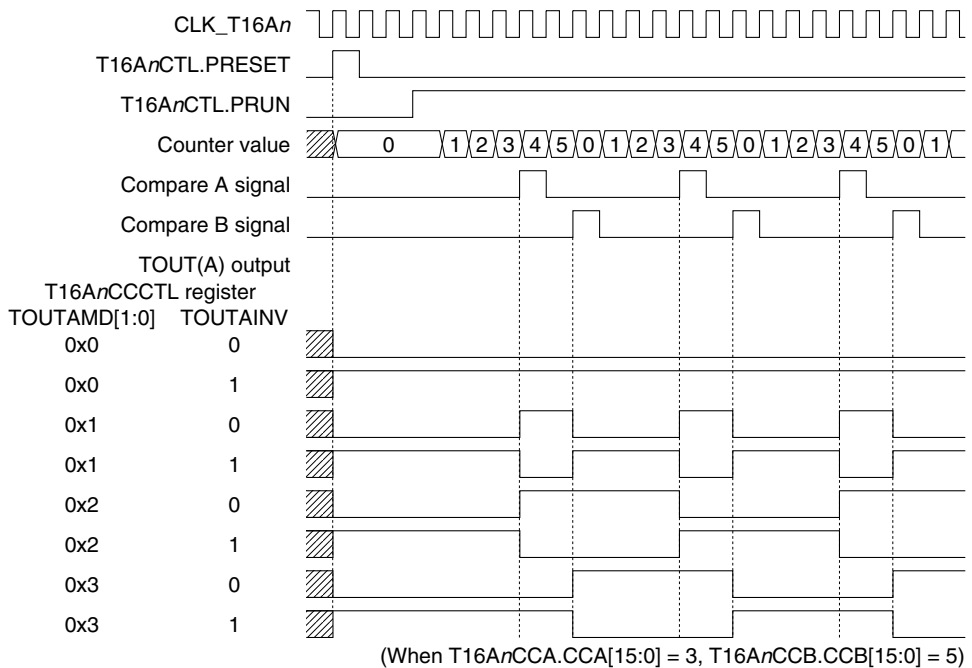 CLK_T16An
T16AnCTL.PRESET
T16AnCTL.PRUN
Counter value 0 1 2 3 4 5 0 1 2 3 4 5 0 1 2 3 4 5 0 1
Compare A signal
Compare B signal
TOUT(A) output
T16AnCCCTL register
TOUTAMD[1:0] TOUTAINV
0x0 0
0x0 1
0x1 0
0x1 1
0x2 0
0x2 1
0x3 0
0x3 1
(When T16AnCCA.CCA[15:0] = 3, T16AnCCB.CCB[15:0] = 5)